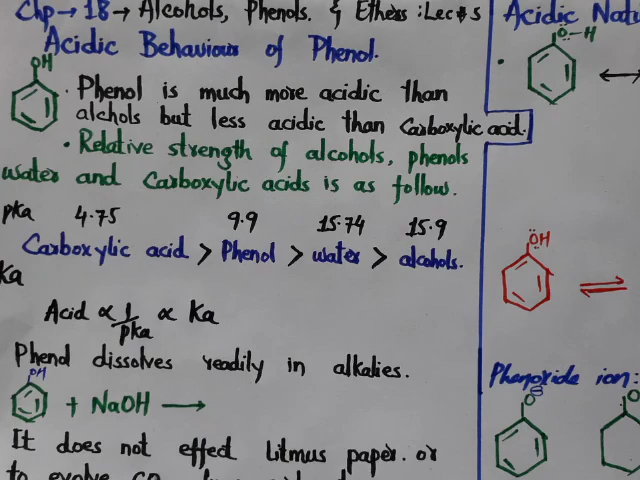 Chp→18→Alcohols, Phenols. & Ethers:Lec#5
Acidic Behaviour of Phenol.
OH
• Phenol is much more acidic than
alchols but less acidic than Carboxylic acid.
• Relative strength of alcohols, phenols
water and Carboxylic acids is as follow.
pka 4.75 9.9 15.74 15.9
Carboxylic acid > Phenol > water > alcohols.
Ka
Acid ∝ 1/pka ∝ Ka
Phenol dissolves readily in alkalies.
OH
+ NaOH →
It does not effect litmus paper. or
to evolve CO
Acidic Natu
O-H
OH
Phenoxide ion:
O⊖
O